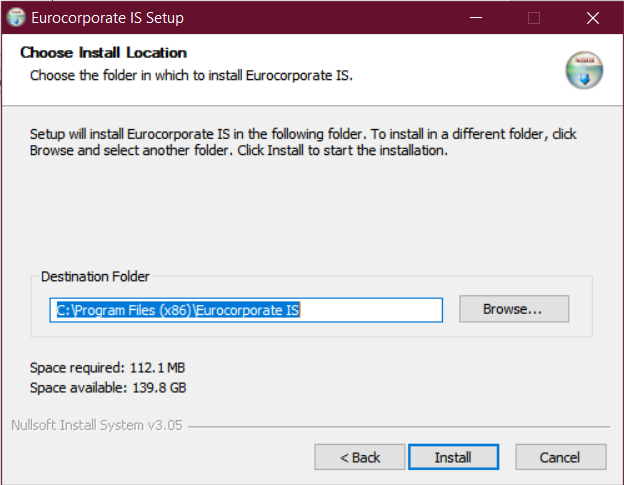 Eurocorporate IS Setup
Choose Install Location
Choose the folder in which to install Eurocorporate IS.
Setup will install Eurocorporate IS in the following folder. To install in a different folder, click
Browse and select another folder. Click Install to start the installation.
Destination Folder
C:\Program Files (x86)\Eurocorporate IS
Browse...
Space required: 112.1 MB
Space available: 139.8 GB
Nullsoft Install System v3.05
< Back
Install
Cancel